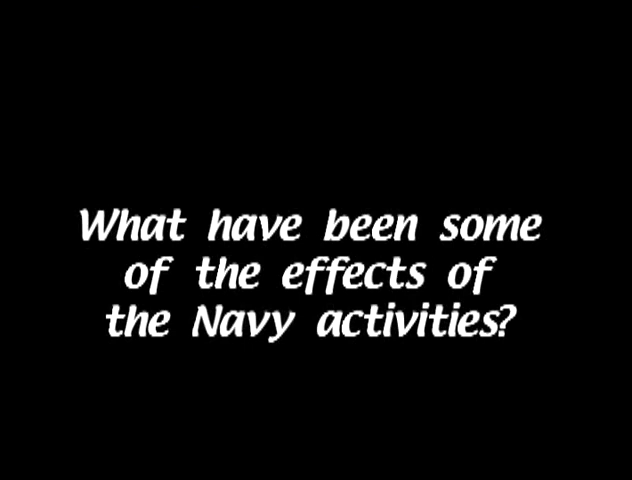 What have been some
of the effects of
the Navy activities?